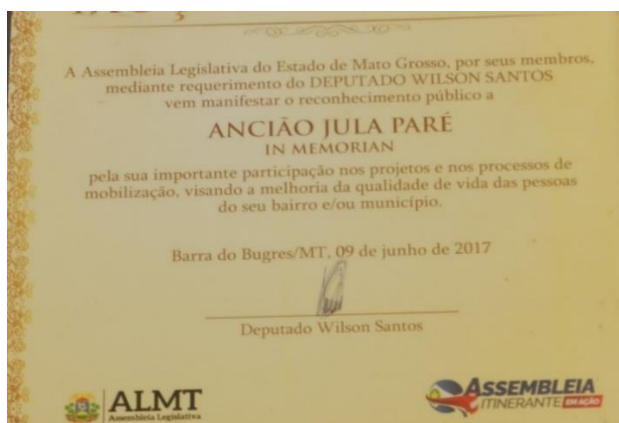 A Assembleia Legislativa do Estado de Mato Grosso, por seus membros,
mediante requerimento do DEPUTADO WILSON SANTOS
vem manifestar o reconhecimento público a
ANCIÃO JULA PARÉ
IN MEMORIAN
pela sua importante participação nos projetos e nos processos de
mobilização, visando a melhoria da qualidade de vida das pessoas
do seu bairro e/ou município.
Barra do Bugres/MT, 09 de junho de 2017
Deputado Wilson Santos
ALMT
Assembleia Legislativa
ASSEMBLEIA
ITINERANTE EM AÇÃO